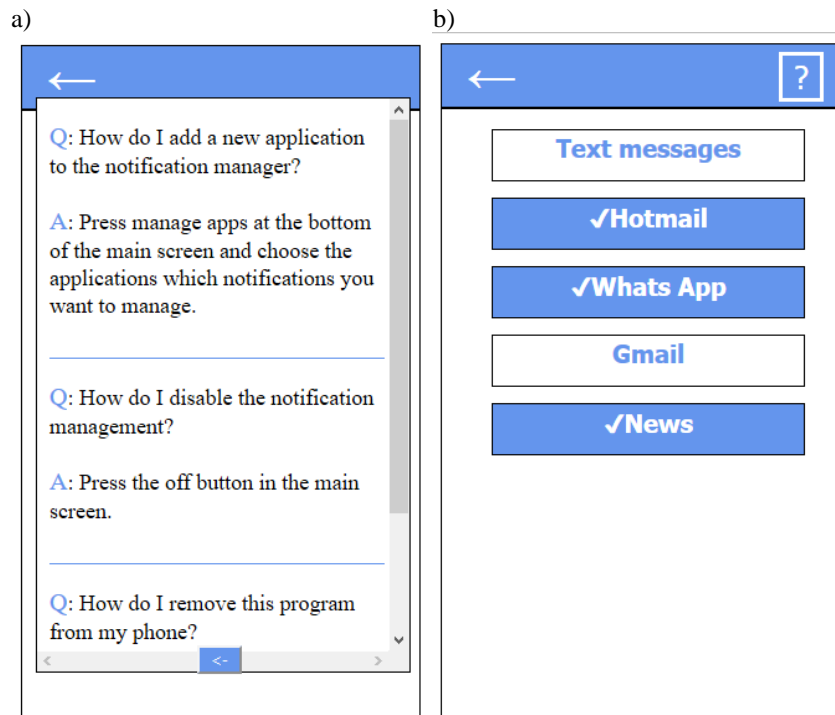 a)
Q: How do I add a new application
to the notification manager?
A: Press manage apps at the bottom
of the main screen and choose the
applications which notifications you
want to manage.
Q: How do I disable the notification
management?
A: Press the off button in the main
screen.
Q: How do I remove this program
from my phone?
<-
b)
?
Text messages
✓Hotmail
✓Whats App
Gmail
✓News